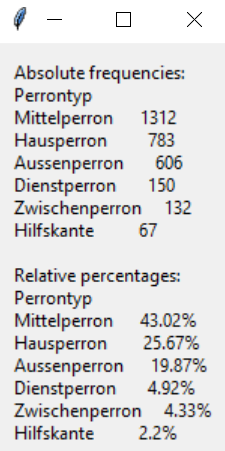 Absolute frequencies:
Perrontyp
Mittelperron 1312
Hausperron 783
Aussenperron 606
Dienstperron 150
Zwischenperron 132
Hilfskante 67
Relative percentages:
Perrontyp
Mittelperron 43.02%
Hausperron 25.67%
Aussenperron 19.87%
Dienstperron 4.92%
Zwischenperron 4.33%
Hilfskante 2.2%